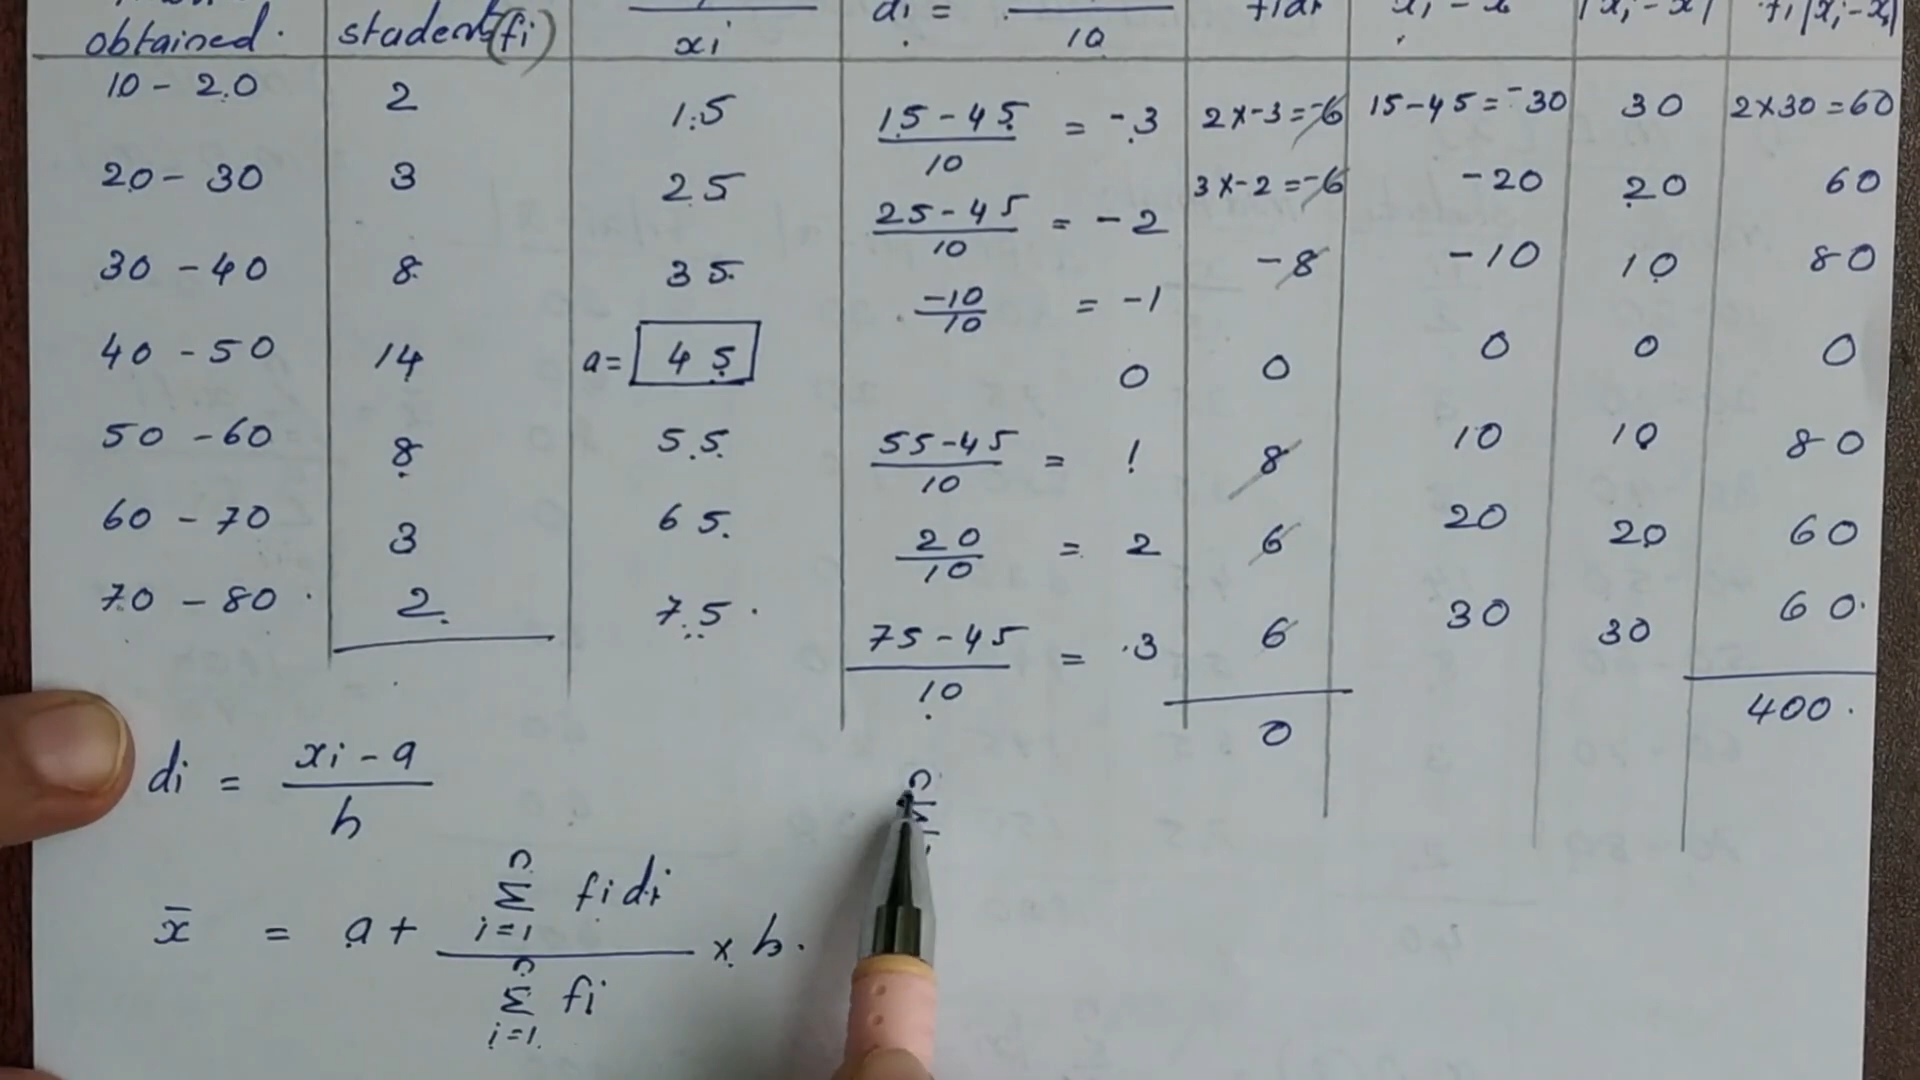 obtained. student(fi) xi di = 10 fidi
10 - 20 2 15 15 - 45 / 10 = -3 2 x -3 = -6 15 - 45 = -30 30 2 x 30 = 60
20 - 30 3 25 25 - 45 / 10 = -2 3 x -2 = -6 -20 20 60
30 - 40 8 35 -10 / 10 = -1 -8 -10 10 80
40 - 50 14 a = 45 0 0 0 0 0
50 - 60 8 55 55 - 45 / 10 = 1 8 10 10 80
60 - 70 3 65 20 / 10 = 2 6 20 20 60
70 - 80 2 75 75 - 45 / 10 = 3 6 30 30 60
0 400
di = xi - a / h
x̄ = a + n Σ i=1 fidi / n Σ i=1 fi x h.